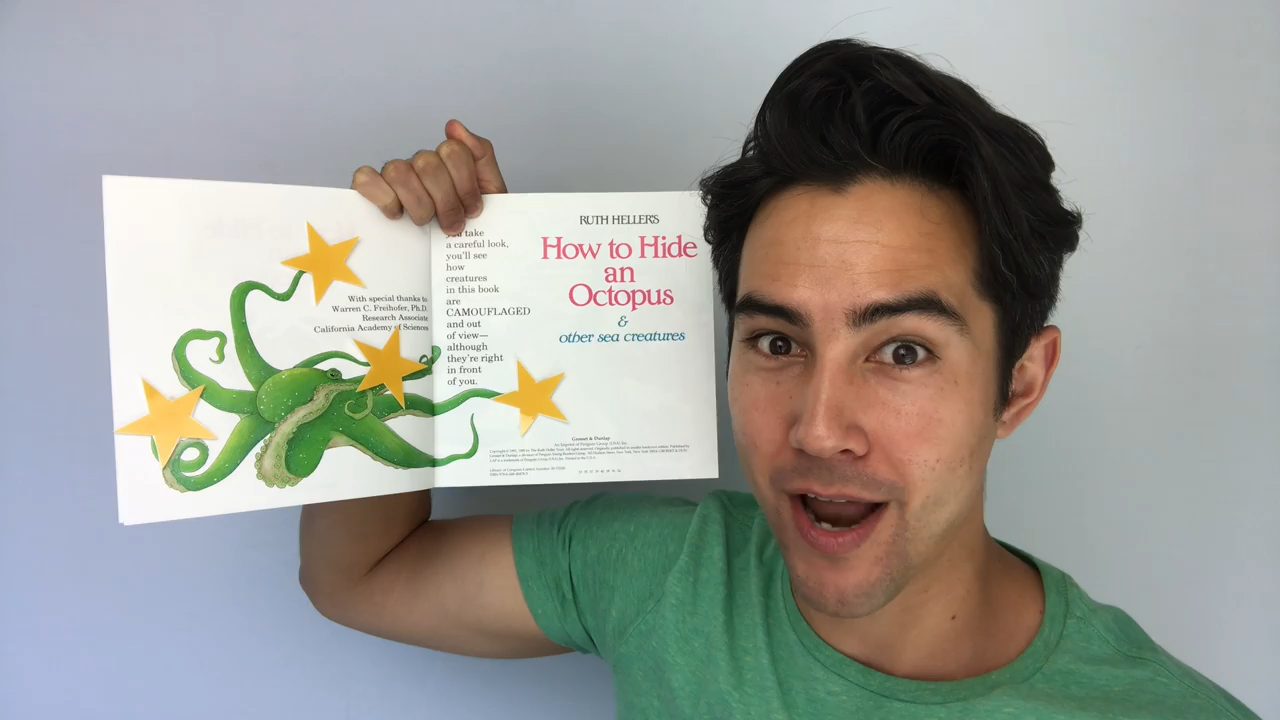 With special thanks to
Warren C. Freihofer, Ph.D.
Research Associate
California Academy of Sciences
take
a careful look,
you'll see
how
creatures
in this book
are
CAMOUFLAGED
and out
of view—
although
they're right
in front
of you.
RUTH HELLER'S
How to Hide
an
Octopus
&
other sea creatures
Grosset & Dunlap